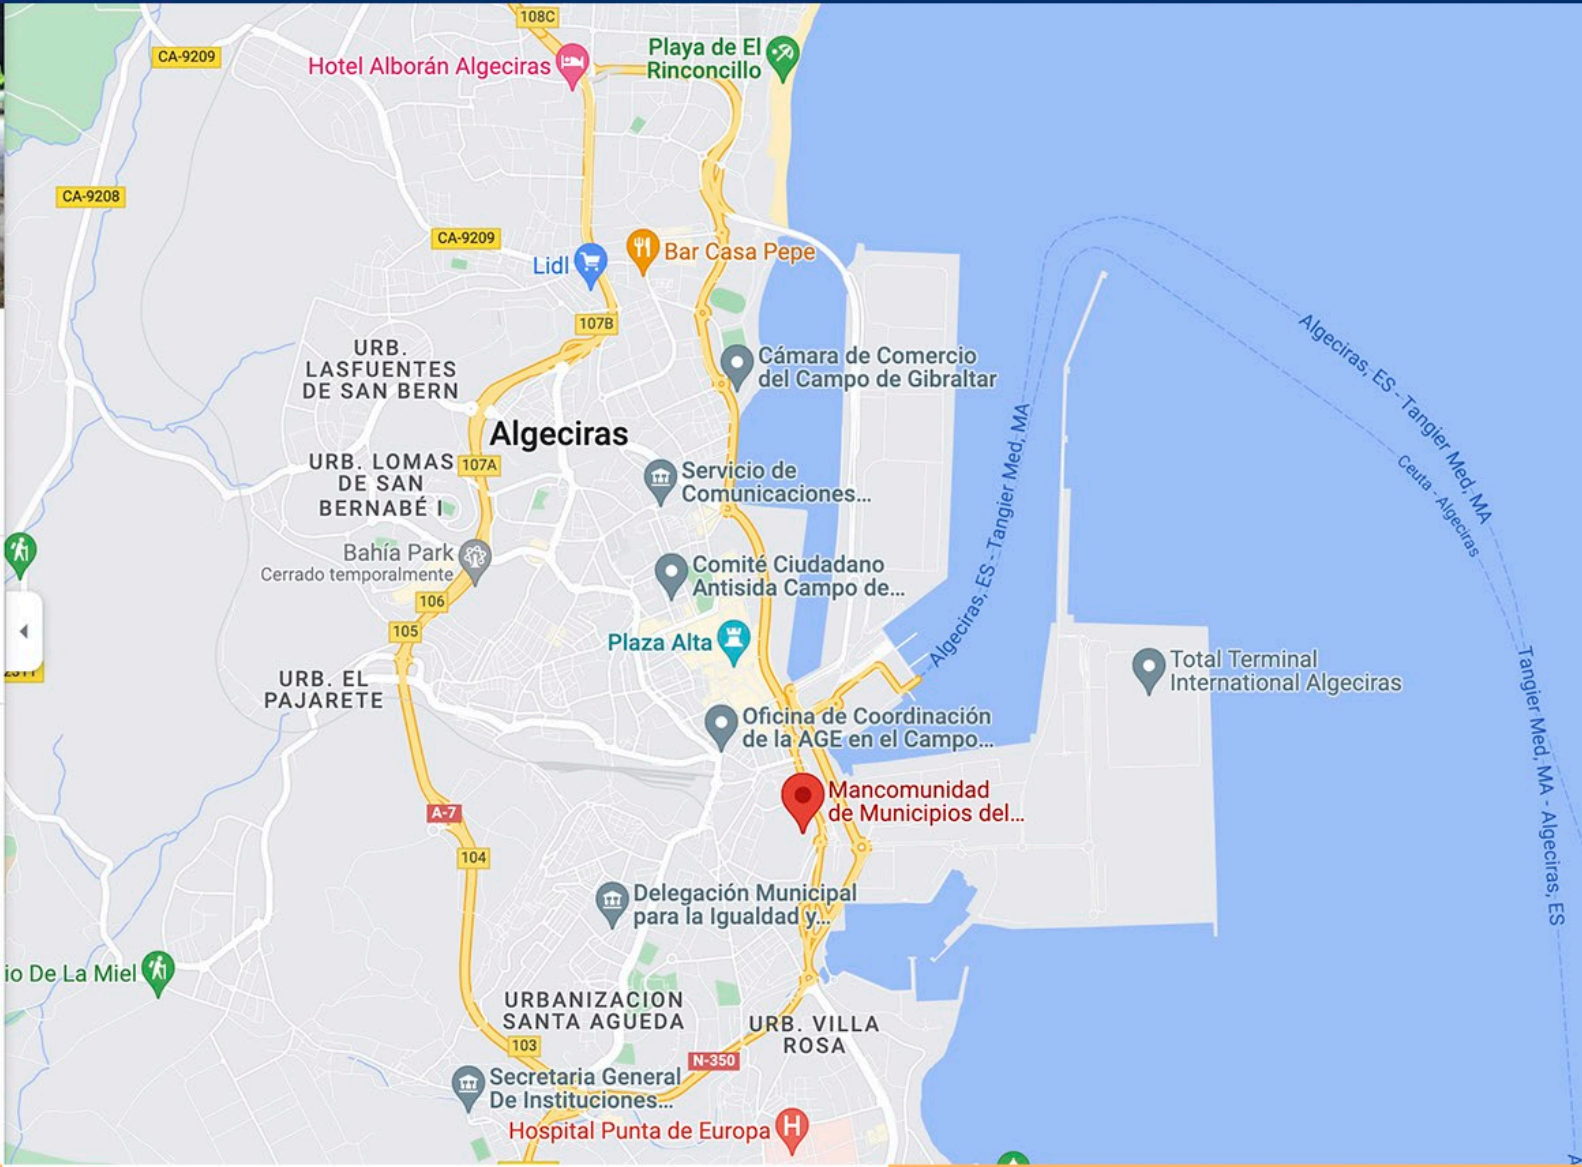 108C
CA-9209
Hotel Alborán Algeciras
Playa de El
Rinconcillo
CA-9208
CA-9209
Lidl
Bar Casa Pepe
107B
URB.
LASFUENTES
DE SAN BERN
Cámara de Comercio
del Campo de Gibraltar
Algeciras, ES - Tangier Med, MA
Ceuta - Algeciras
Algeciras, ES - Tangier Med, MA
Algeciras
URB. LOMAS
DE SAN
BERNABÉ I
107A
Servicio de
Comunicaciones...
Bahía Park
Cerrado temporalmente
Comité Ciudadano
Antisida Campo de...
106
105
Plaza Alta
Total Terminal
International Algeciras
URB. EL
PAJARETE
Tangier Med, MA - Algeciras, ES
Oficina de Coordinación
de la AGE en el Campo...
Mancomunidad
de Municipios del...
A-7
104
Delegación Municipal
para la Igualdad y...
io De La Miel
URBANIZACION
SANTA AGUEDA
URB. VILLA
ROSA
103
N-350
Secretaria General
De Instituciones...
Hospital Punta de Europa
H